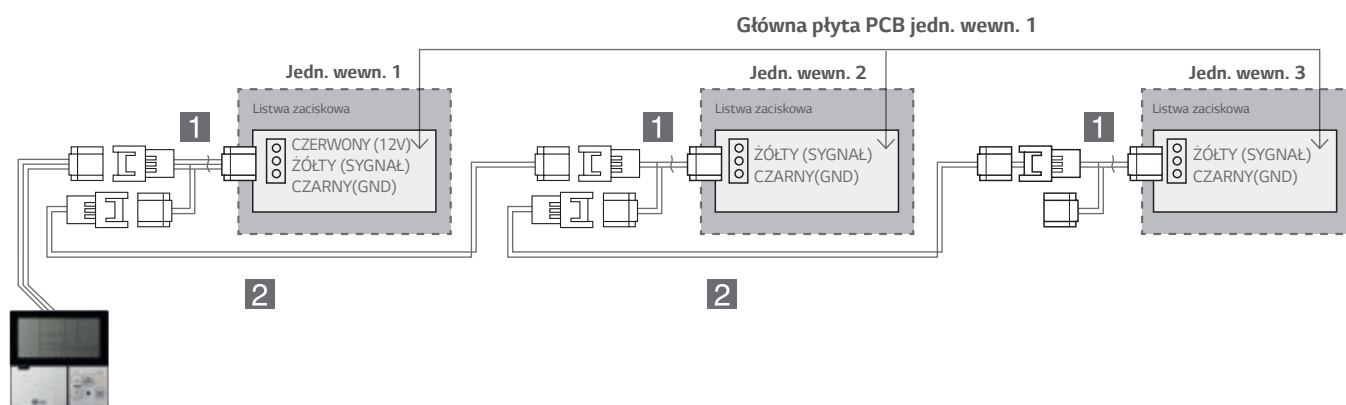 Główna płyta PCB jedn. wewn. 1
Jedn. wewn. 1
Jedn. wewn. 2
Jedn. wewn. 3
Listwa zaciskowa
Listwa zaciskowa
Listwa zaciskowa
1
1
1
CZERWONY (12V)
ŻÓŁTY (SYGNAŁ)
CZARNY(GND)
ŻÓŁTY (SYGNAŁ)
CZARNY(GND)
ŻÓŁTY (SYGNAŁ)
CZARNY(GND)
2
2